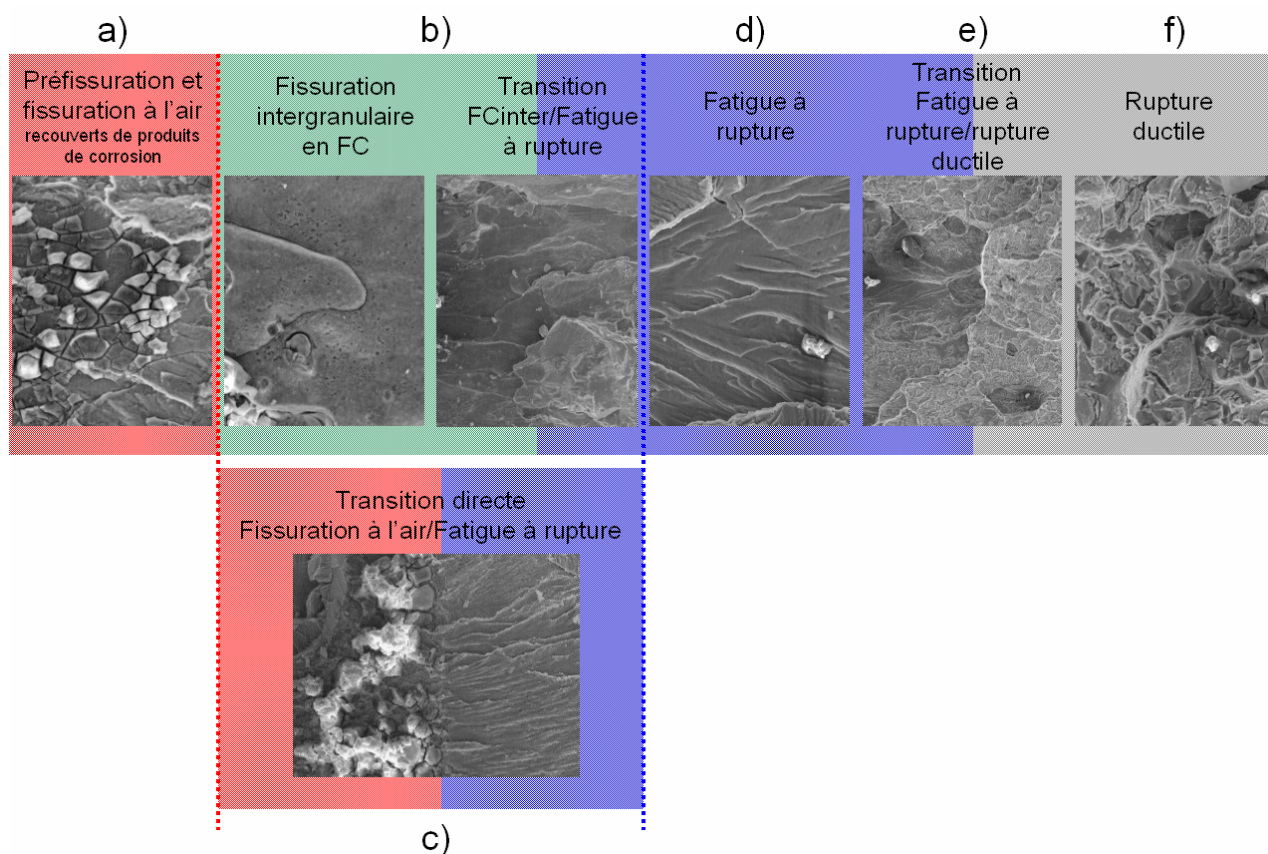 a)
b)
d)
e)
f)
Préfissuration et
fissuration à l'air
recouverts de produits
de corrosion
Fissuration
intergranulaire
en FC
Transition
FCinter/Fatigue
à rupture
Fatigue à
rupture
Transition
Fatigue à
rupture/rupture
ductile
Rupture
ductile
Transition directe
Fissuration à l'air/Fatigue à rupture
c)